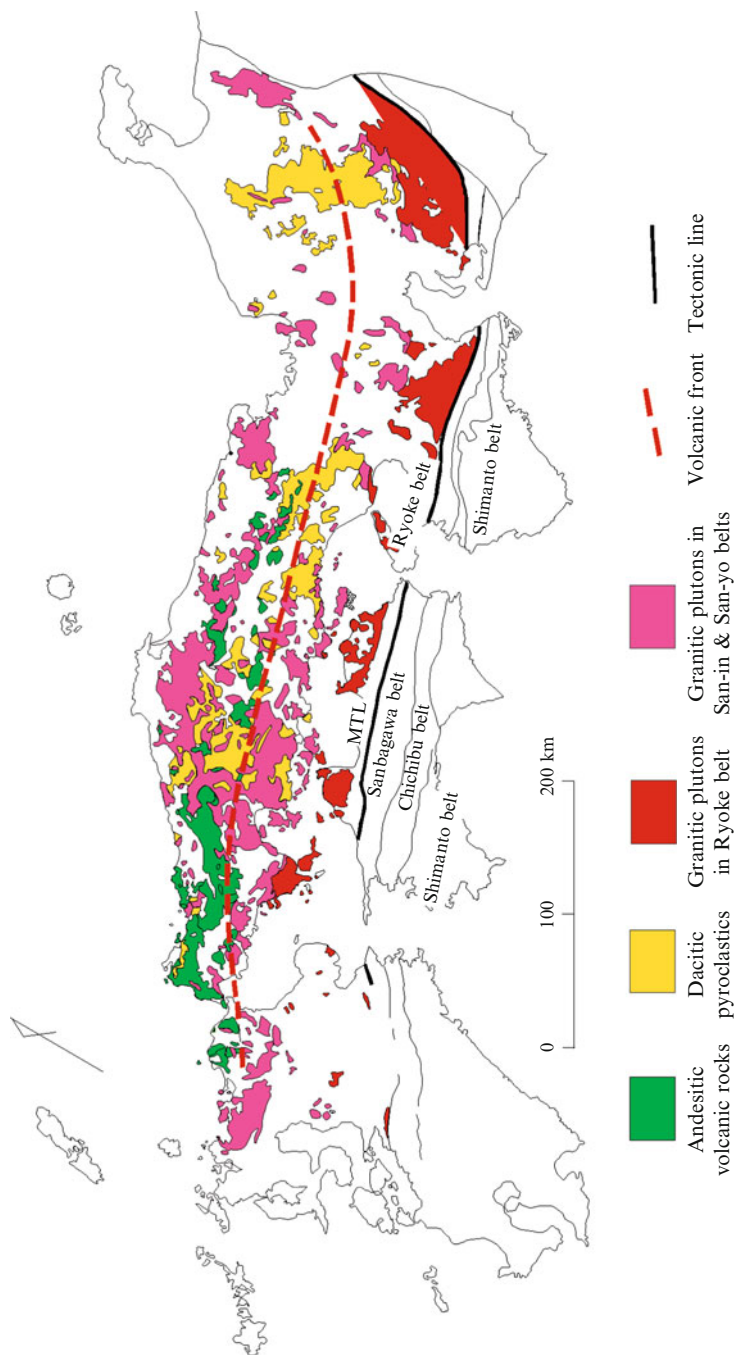 Ryoke belt
MTL
Sanbagawa belt
Chichibu belt
Shimanto belt
Shimanto belt
0 100 200 km
Andesitic
volcanic rocks
Dacitic
pyroclastics
Granitic plutons
in Ryoke belt
Granitic plutons in
San-in & San-yo belts
Volcanic front
Tectonic line